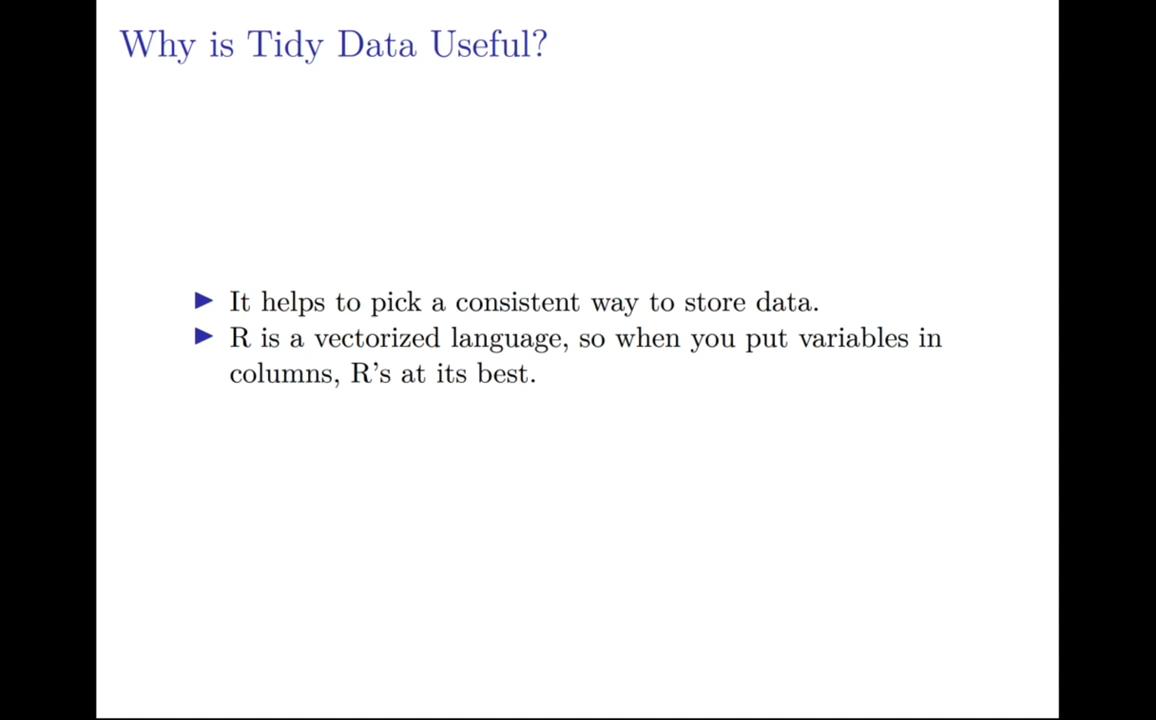 Why is Tidy Data Useful?
▶ It helps to pick a consistent way to store data.
▶ R is a vectorized language, so when you put variables in
columns, R's at its best.